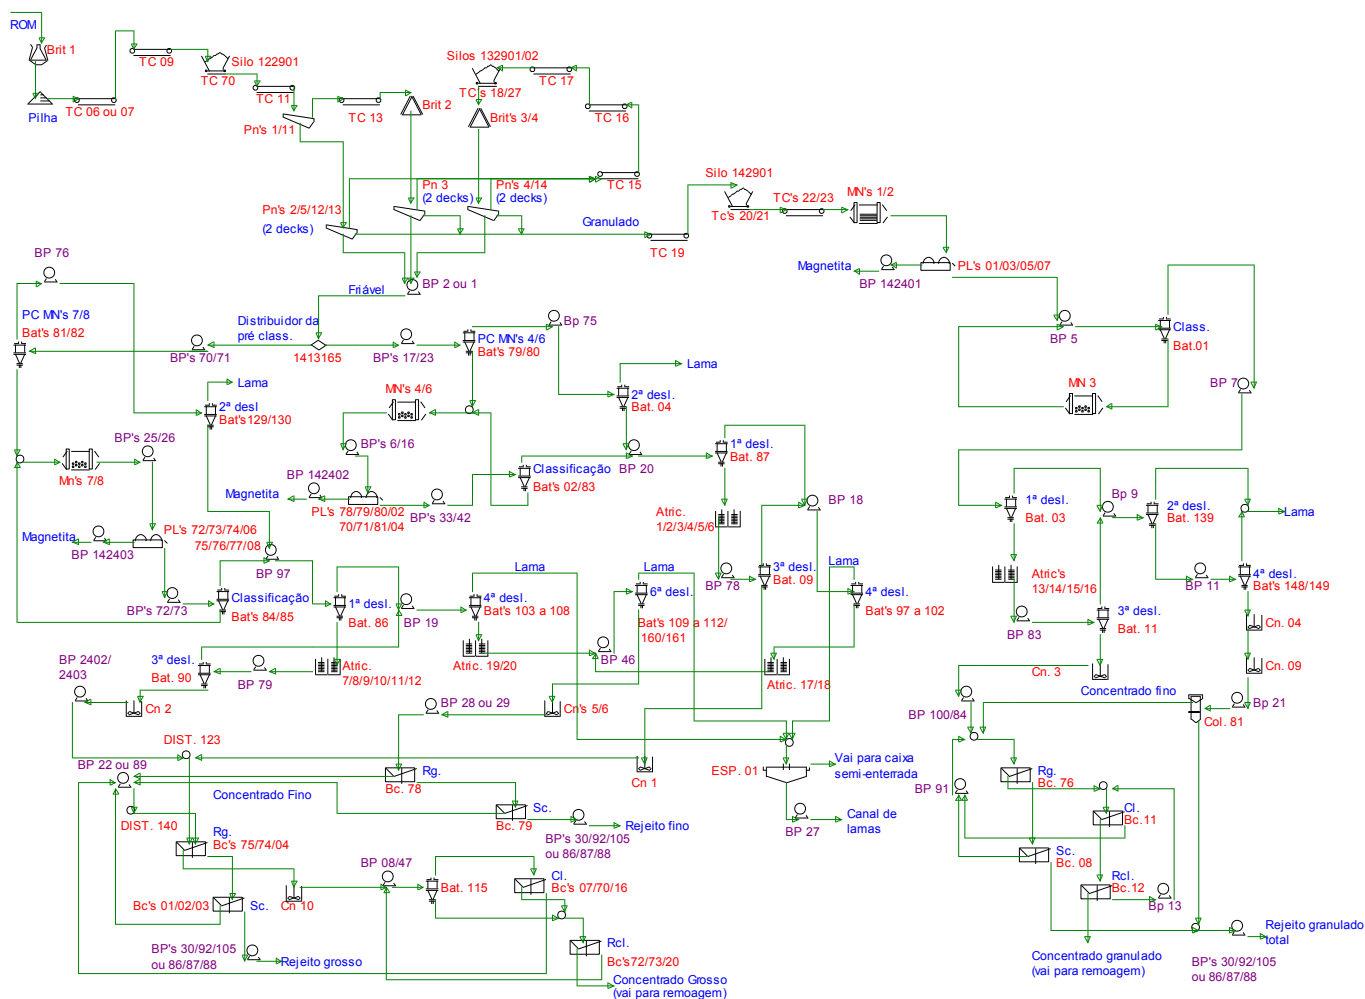 ROM
Brit 1
TC 09
Silo 122901
TC 70
TC 11
TC 06 ou 07
Pilha
Pn's 1/11
TC 13
Brit 2
Silos 132901/02
TC 17
TC's 18/27
Brit's 3/4
TC 16
TC 15
Pn 3
(2 decks)
Pn's 4/14
(2 decks)
Pn's 2/5/12/13
(2 decks)
Granulado
TC 19
Silo 142901
Tc's 20/21
TC's 22/23
MN's 1/2
Magnetita
BP 142401
PL's 01/03/05/07
BP 76
BP 2 ou 1
Friável
PC MN's 7/8
Bat's 81/82
Distribuidor da
pré class.
BP's 70/71
1413165
BP's 17/23
PC MN's 4/6
Bat's 79/80
Bp 75
BP 5
Class.
Bat.01
MN 3
BP 7
Lama
2ª desl
Bat's129/130
MN's 4/6
Lama
2ª desl.
Bat. 04
BP's 25/26
Mn's 7/8
BP's 6/16
BP 142402
Magnetita
PL's 78/79/80/02
70/71/81/04
BP's 33/42
Classificação
Bat's 02/83
BP 20
1ª desl.
Bat. 87
BP 18
Atric.
1/2/3/4/5/6
Magnetita
BP 142403
PL's 72/73/74/06
75/76/77/08
BP 97
BP's 72/73
Classificação
Bat's 84/85
1ª desl.
Bat. 86
BP 19
Lama
4ª desl.
Bat's 103 a 108
Lama
6ª desl.
Bat's 109 a 112/
160/161
BP 78
3ª desl.
Bat. 09
Lama
4ª desl.
Bat's 97 a 102
1ª desl.
Bat. 03
Bp 9
2ª desl.
Bat. 139
Lama
Atric's
13/14/15/16
BP 11
4ª desl.
Bat's 148/149
BP 83
3ª desl.
Bat. 11
Cn. 04
Cn. 3
Cn. 09
BP 2402/
2403
3ª desl.
Bat. 90
BP 79
Atric.
7/8/9/10/11/12
Atric. 19/20
BP 46
Atric. 17/18
Cn 2
BP 28 ou 29
Cn's 5/6
BP 100/84
Concentrado fino
Col. 81
Bp 21
DIST. 123
BP 22 ou 89
Concentrado Fino
Rg.
Bc. 78
Cn 1
ESP. 01
Vai para caixa
semi-enterrada
BP 27
Canal de
lamas
BP 91
Rg.
Bc. 76
Cl.
Bc.11
DIST. 140
Sc.
Bc. 79
BP's 30/92/105
ou 86/87/88
Rejeito fino
Rg.
Bc's 75/74/04
Sc.
Bc. 08
Rcl.
Bc.12
Bp 13
Bc's 01/02/03
Sc.
Cn 10
BP 08/47
Bat. 115
Cl.
Bc's 07/70/16
Rcl.
Bc's72/73/20
BP's 30/92/105
ou 86/87/88
Rejeito grosso
Concentrado Grosso
(vai para remoagem)
Concentrado granulado
(vai para remoagem)
Rejeito granulado
total
BP's 30/92/105
ou 86/87/88